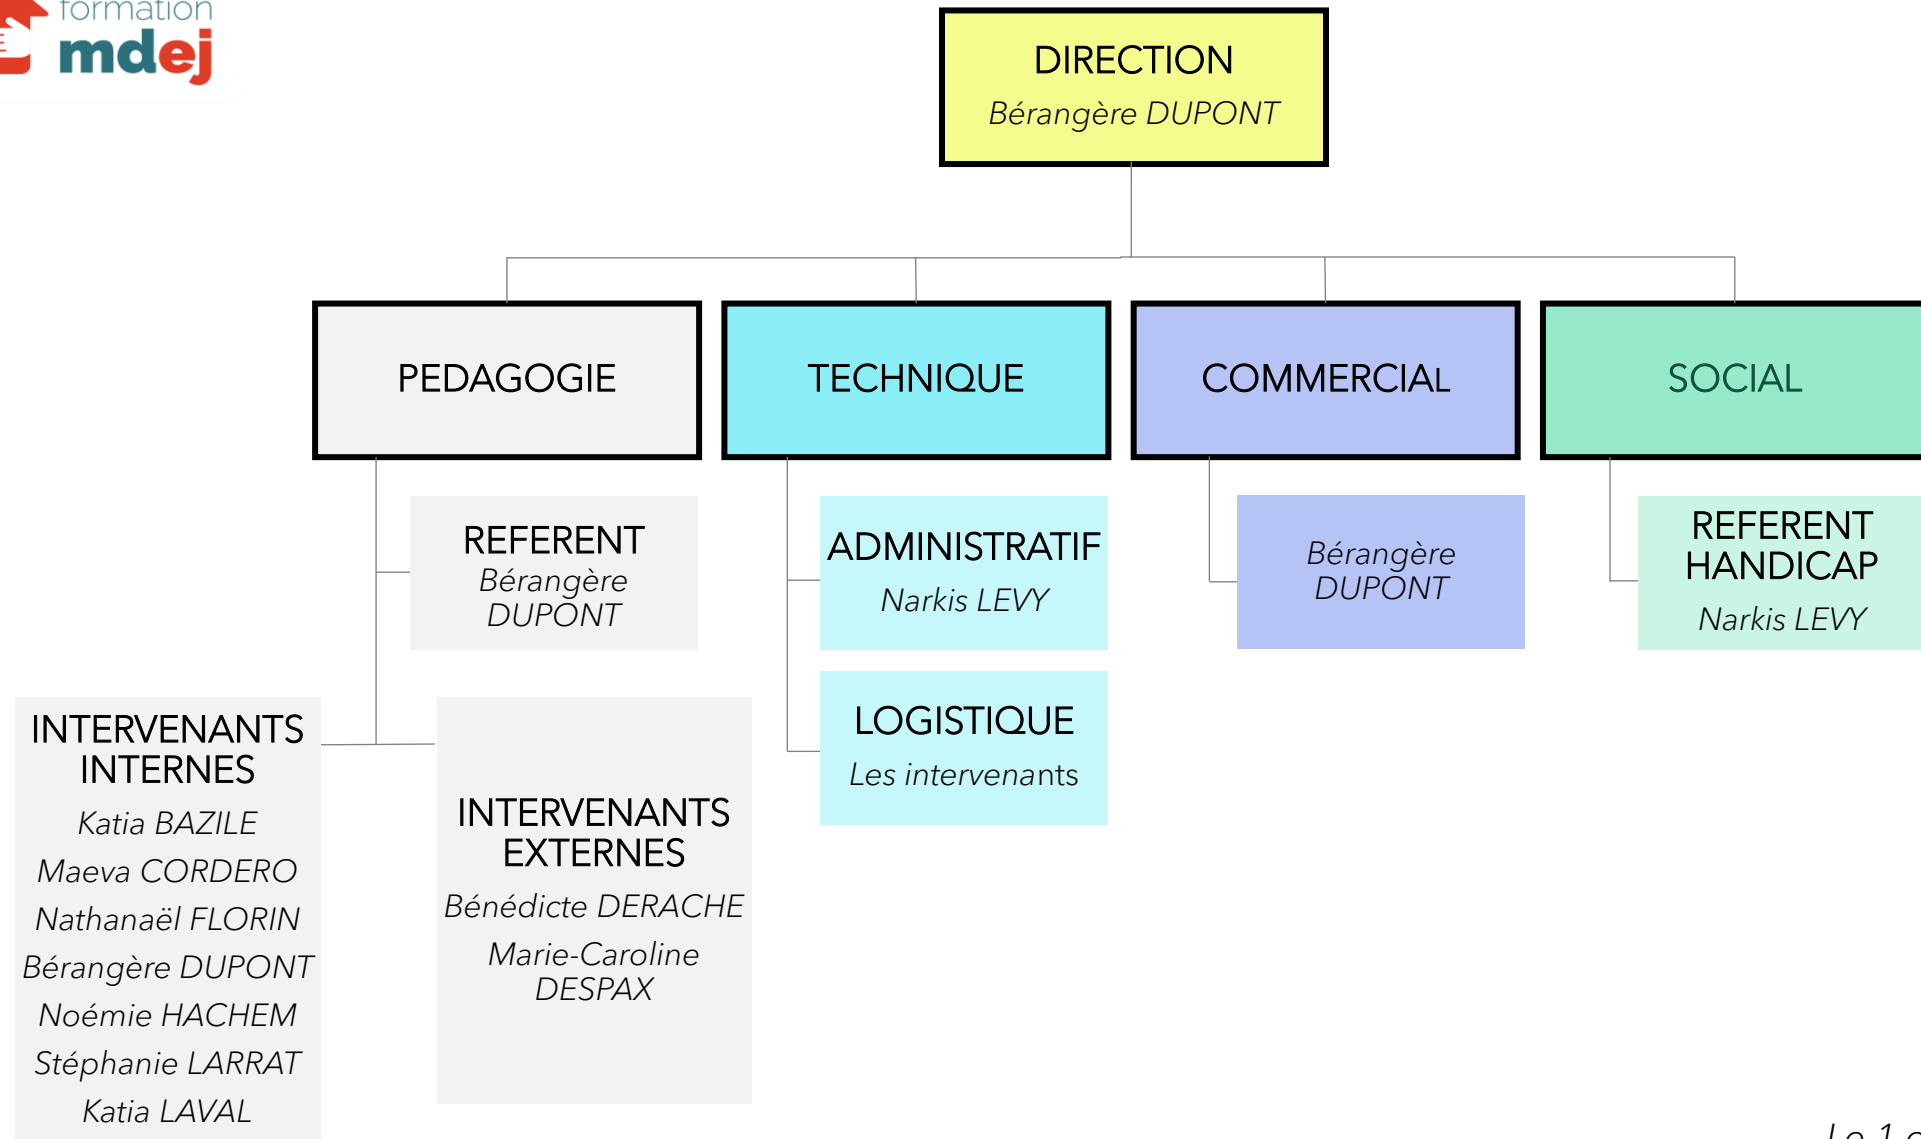 formation
mdej
DIRECTION
Bérangère DUPONT
PEDAGOGIE
TECHNIQUE
COMMERCIAL
SOCIAL
REFERENT
Bérangère
DUPONT
ADMINISTRATIF
Narkis LEVY
Bérangère
DUPONT
REFERENT
HANDICAP
Narkis LEVY
LOGISTIQUE
Les intervenants
INTERVENANTS
INTERNES
Katia BAZILE
Maeva CORDERO
Nathanaël FLORIN
Bérangère DUPONT
Noémie HACHEM
Stéphanie LARRAT
Katia LAVAL
INTERVENANTS
EXTERNES
Bénédicte DERACHE
Marie-Caroline
DESPAX
Le 1